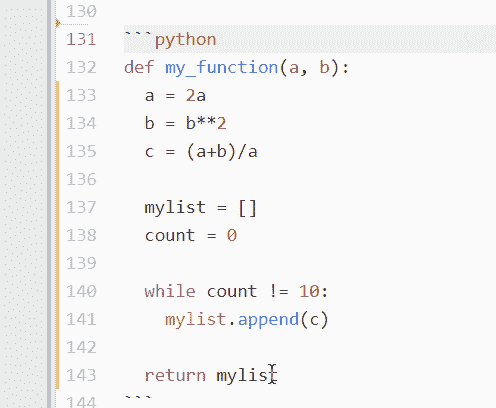 130
131 ```python
132 def my_function(a, b):
133   a = 2a
134   b = b**2
135   c = (a+b)/a
136
137   mylist = []
138   count = 0
139
140   while count != 10:
141     mylist.append(c)
142
143   return mylist
144 ```